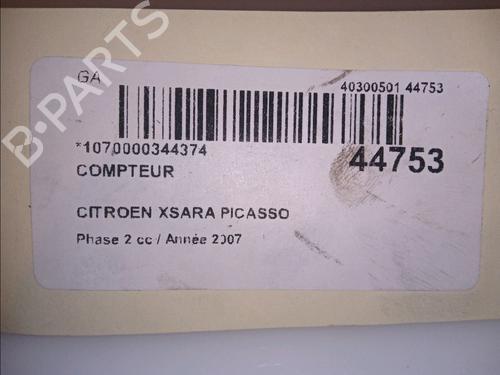 GA
40300501 44753
*1070000344374
44753
COMPTEUR
CITROEN XSARA PICASSO
Phase 2 cc / Année 2007
B-PARTS